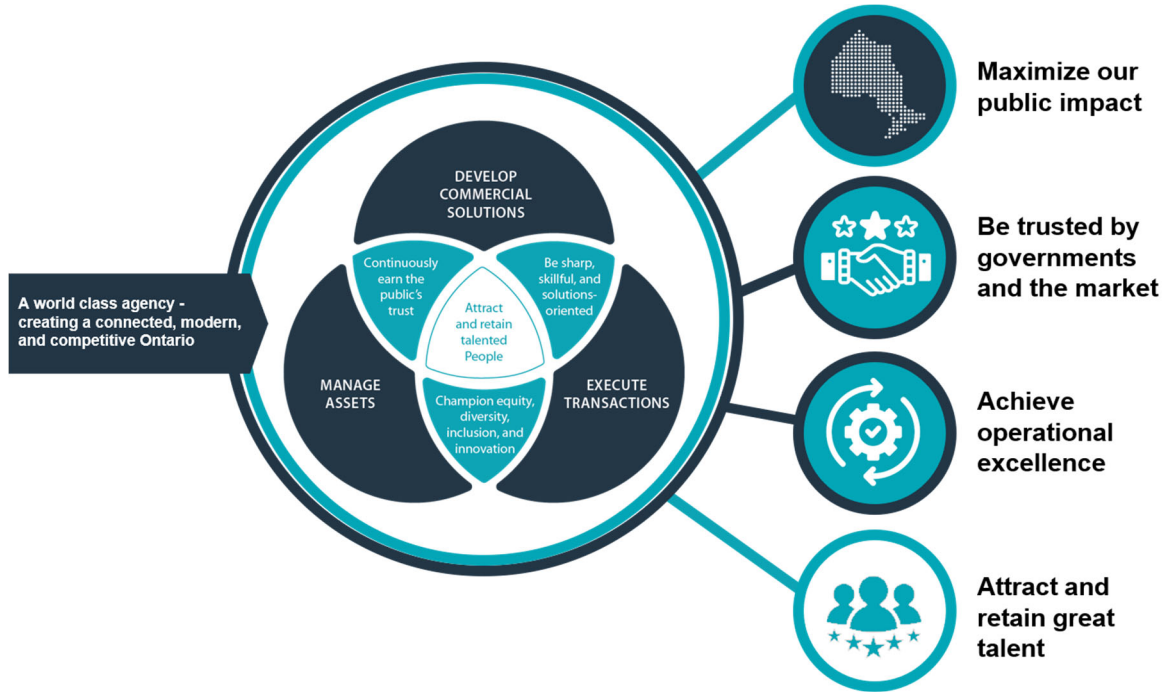 A world class agency -
creating a connected, modern,
and competitive Ontario
DEVELOP
COMMERCIAL
SOLUTIONS
Continuously
earn the
public's
trust
Be sharp,
skillful, and
solutions-
oriented
Attract
and retain
talented
People
MANAGE
ASSETS
EXECUTE
TRANSACTIONS
Champion equity,
diversity,
inclusion, and
innovation
Maximize our
public impact
Be trusted by
governments
and the market
Achieve
operational
excellence
Attract and
retain great
talent